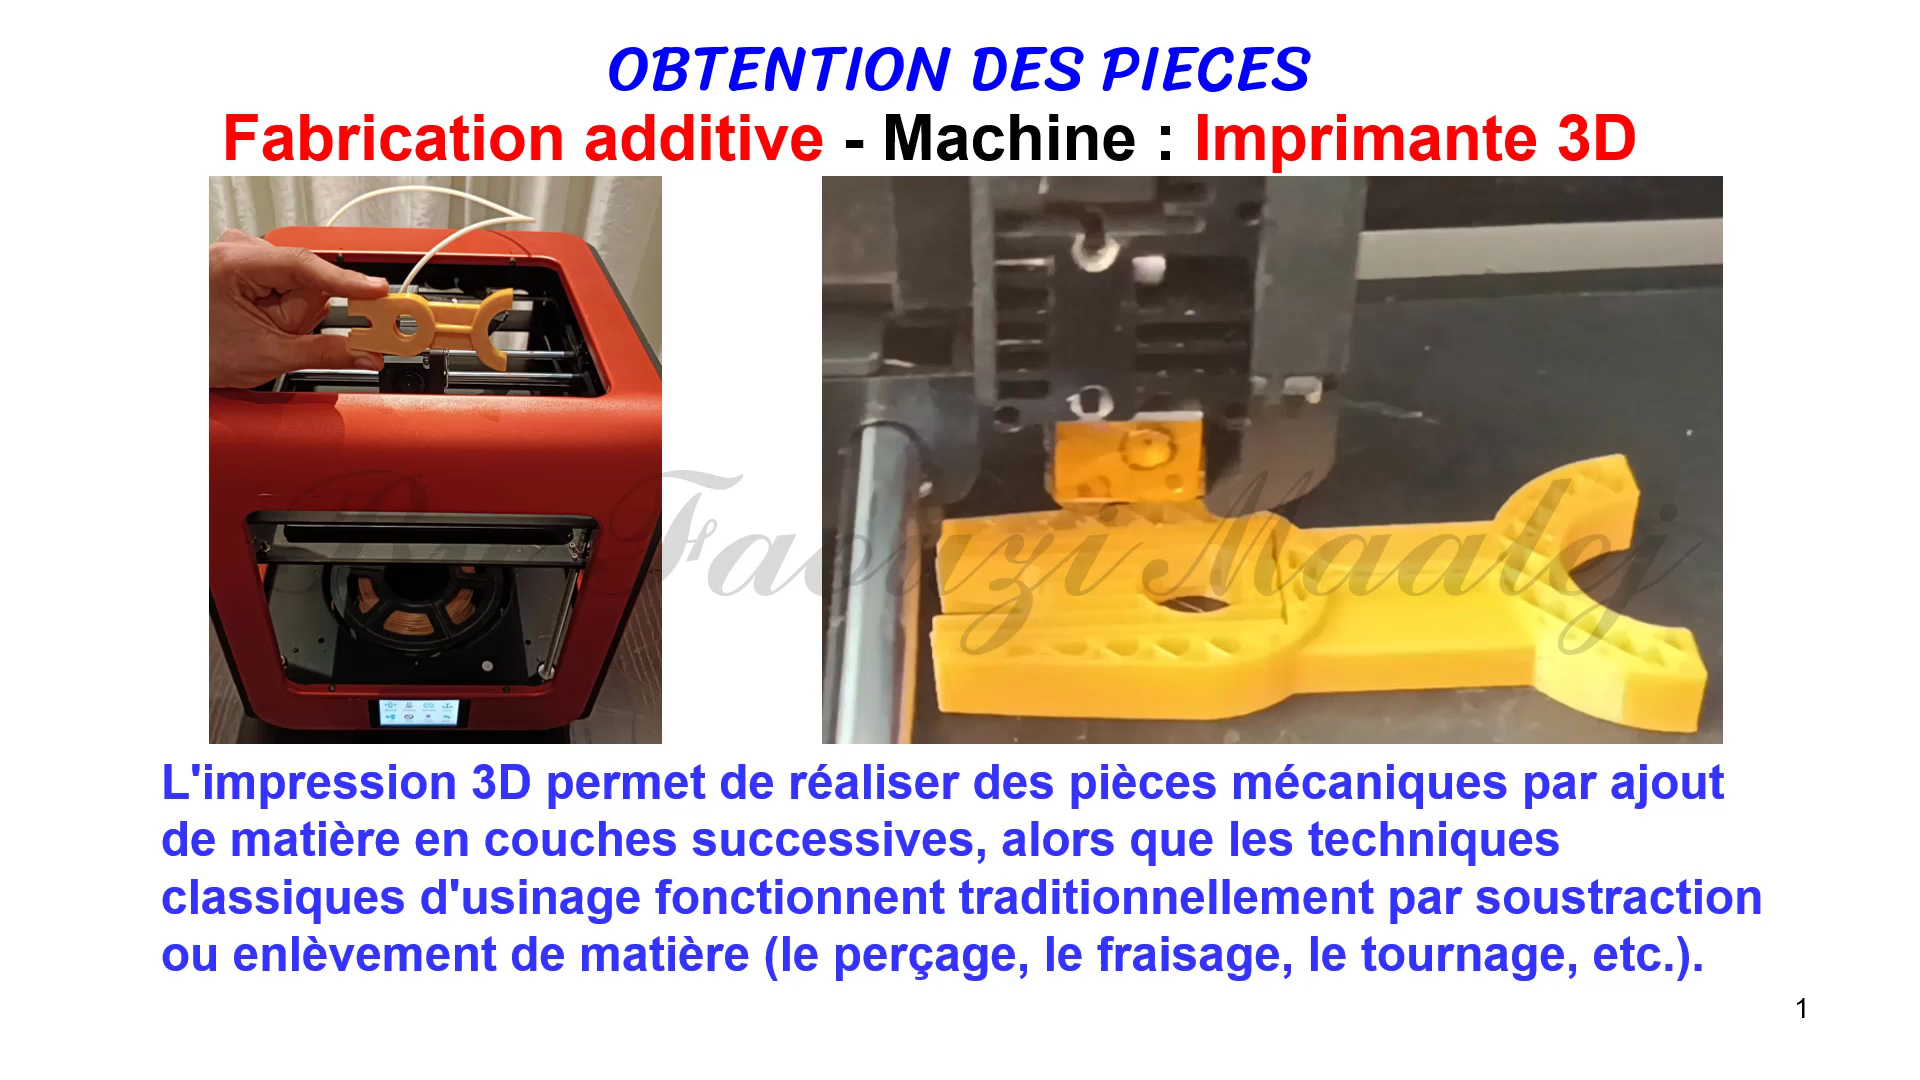 OBTENTION DES PIECES
Fabrication additive - Machine : Imprimante 3D
Faouzi Maalej
L'impression 3D permet de réaliser des pièces mécaniques par ajout
de matière en couches successives, alors que les techniques
classiques d'usinage fonctionnent traditionnellement par soustraction
ou enlèvement de matière (le perçage, le fraisage, le tournage, etc.).
1